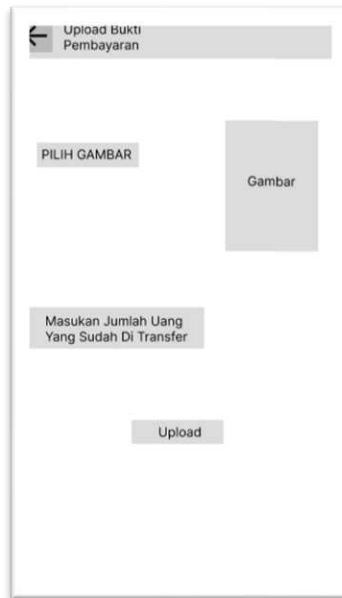 Upload Bukti
Pembayaran
PILIH GAMBAR
Gambar
Masukan Jumlah Uang
Yang Sudah Di Transfer
Upload